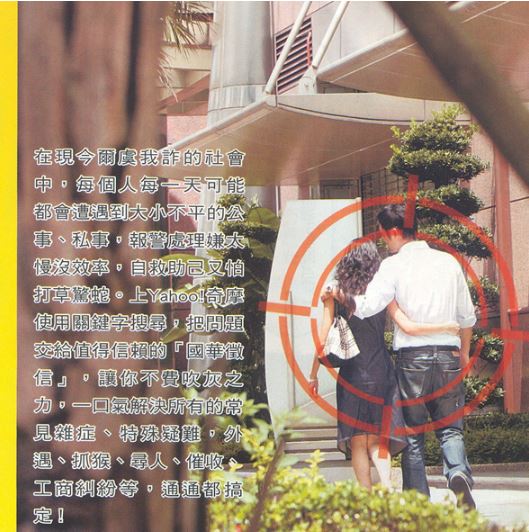 在現今爾虞我詐的社會
中，每個人每一天可能
都會遭遇到大小不平的公
事、私事，報警處理嫌太
慢沒效率，自救助己又怕
打草驚蛇。上Yahoo!奇摩
使用關鍵字搜尋，把問題
交給值得信賴的「國華徵
信」，讓你不費吹灰之
力，一口氣解決所有的常
見雜症、特殊疑難，外
遇、抓猴、尋人、催收、
工商糾紛等，通通都搞
定！